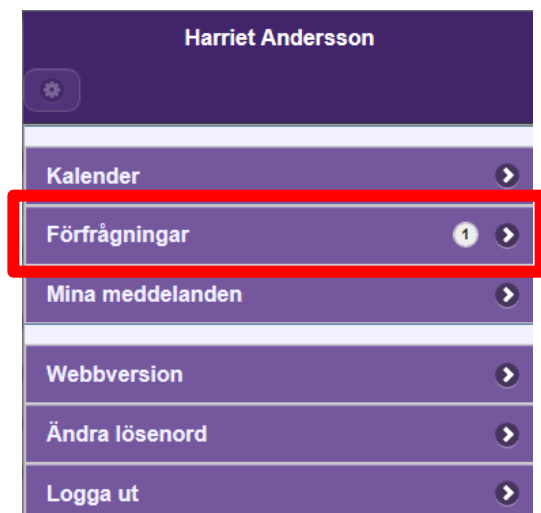 Harriet Andersson
Kalender
Förfrågningar 1
Mina meddelanden
Webbversion
Ändra lösenord
Logga ut